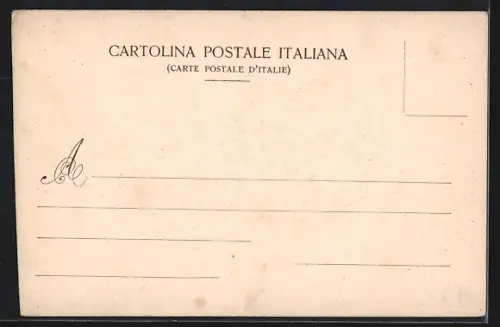 CARTOLINA POSTALE ITALIANA
(CARTE POSTALE D'ITALIE)
A